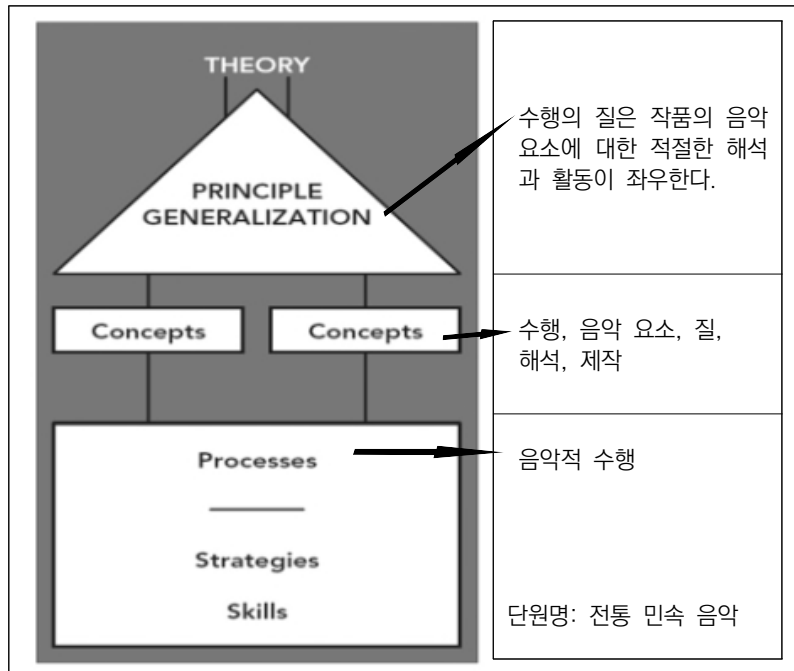 THEORY
PRINCIPLE
GENERALIZATION
Concepts
Concepts
Processes
Strategies
Skills
수행의 질은 작품의 음악
요소에 대한 적절한 해석
과 활동이 좌우한다.
수행, 음악 요소, 질,
해석, 제작
음악적 수행
단원명: 전통 민속 음악